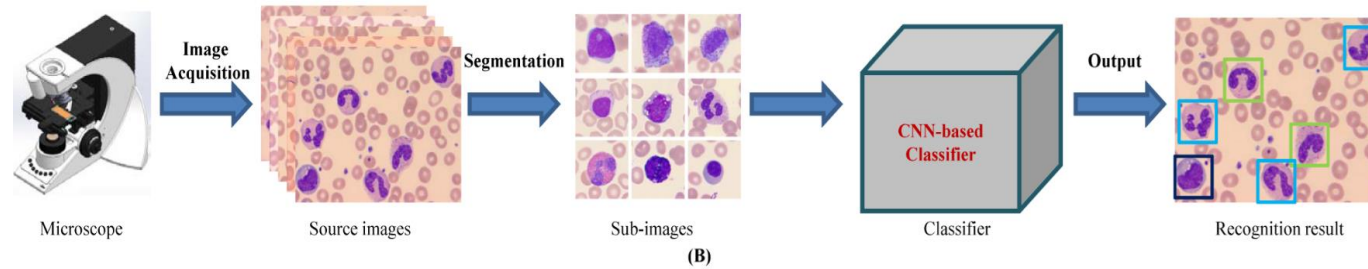 Image
Acquisition
Segmentation
Output
CNN-based
Classifier
Microscope
Source images
Sub-images
Classifier
Recognition result
(B)